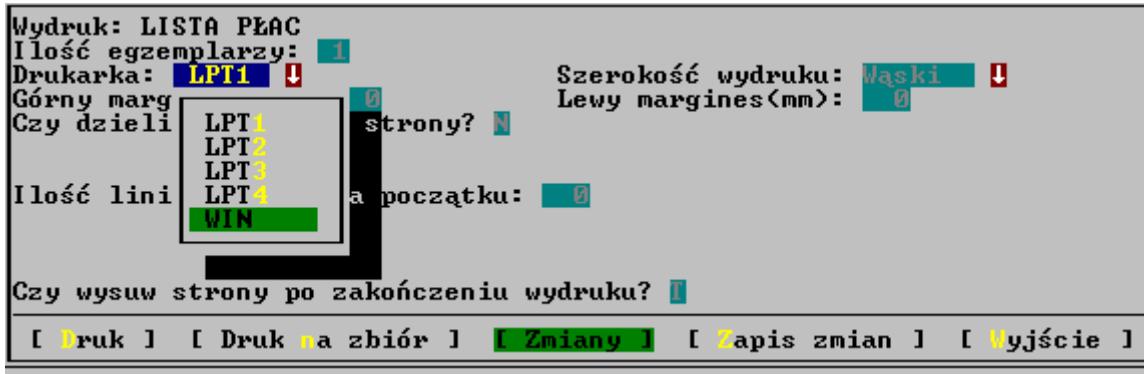 Wydruk: LISTA PŁAC
Ilość egzemplarzy: 1
Drukarka: LPT1 ↓ Szerokość wydruku: Wąski ↓
Górny marg 0 Lewy margines(mm): 0
Czy dzieli strony? N
LPT1
LPT2
LPT3
LPT4
WIN
Ilość lini a początku: 0
Czy wysuw strony po zakończeniu wydruku? T
[ Druk ] [ Druk na zbiór ] [ Zmiany ] [ Zapis zmian ] [ Wyjście ]